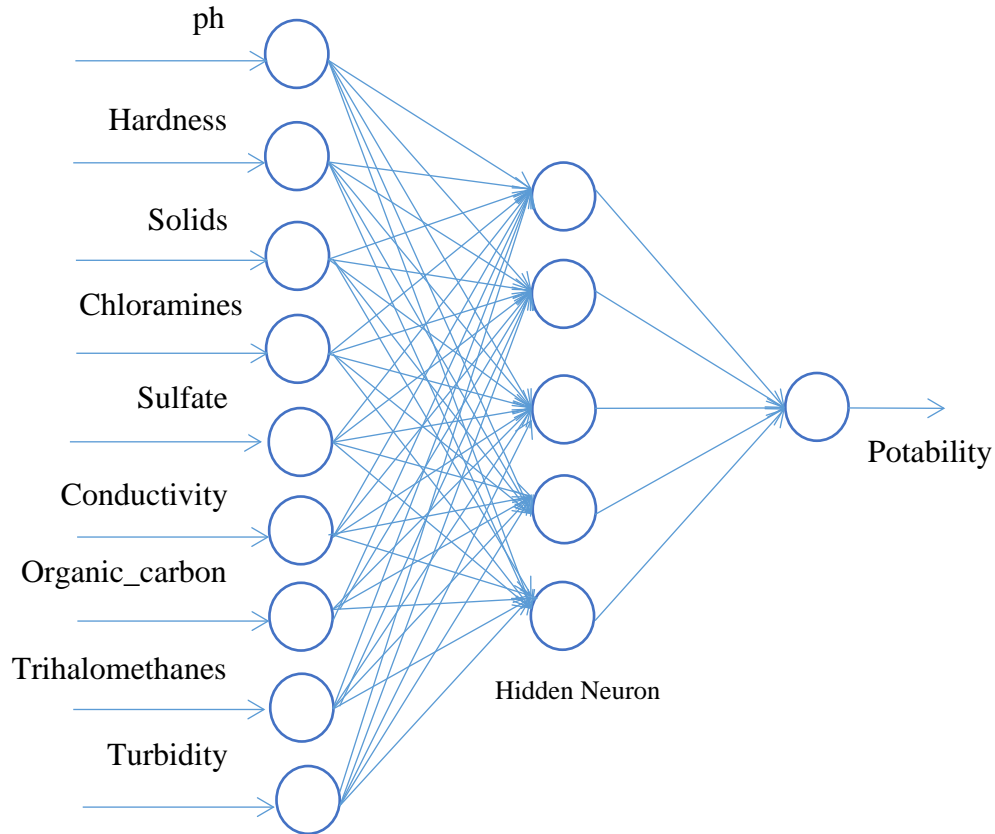 ph
Hardness
Solids
Chloramines
Sulfate
Conductivity
Organic_carbon
Trihalomethanes
Turbidity
Hidden Neuron
Potability